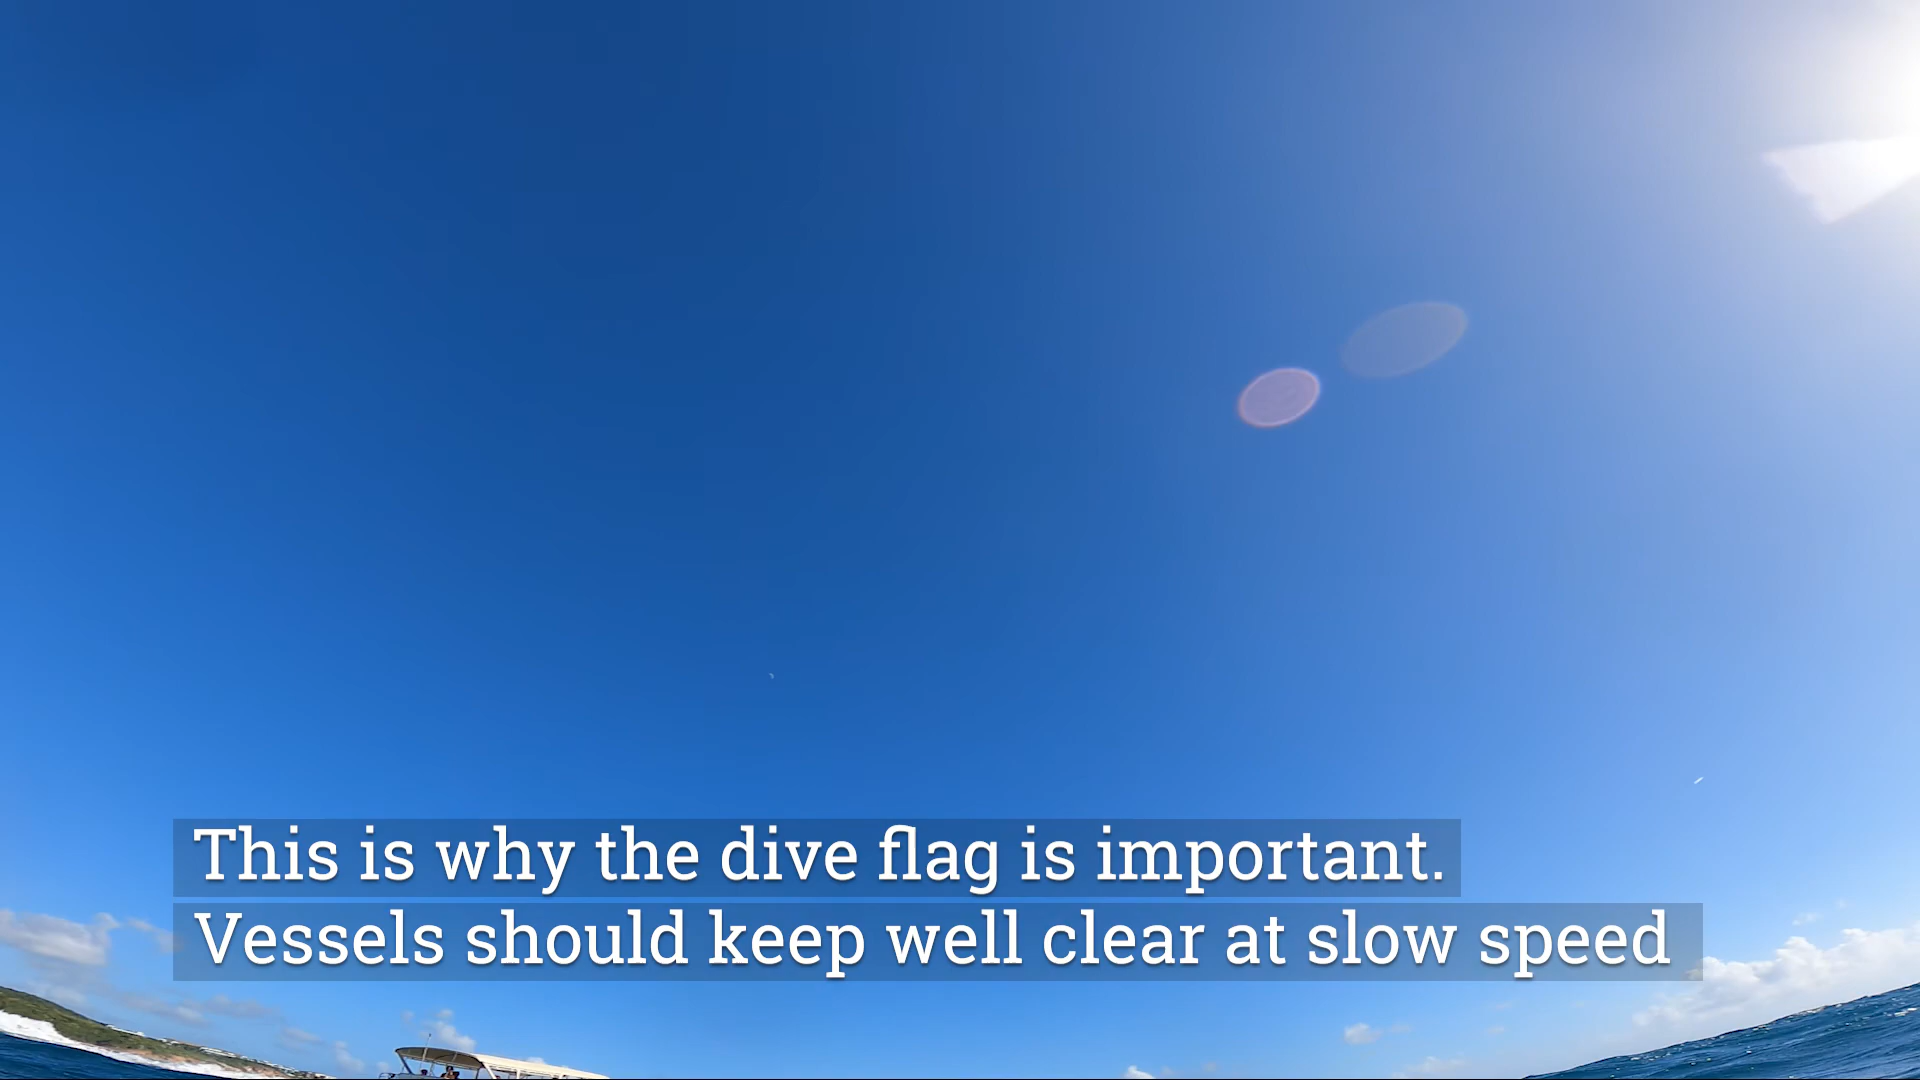 This is why the dive flag is important.
Vessels should keep well clear at slow speed